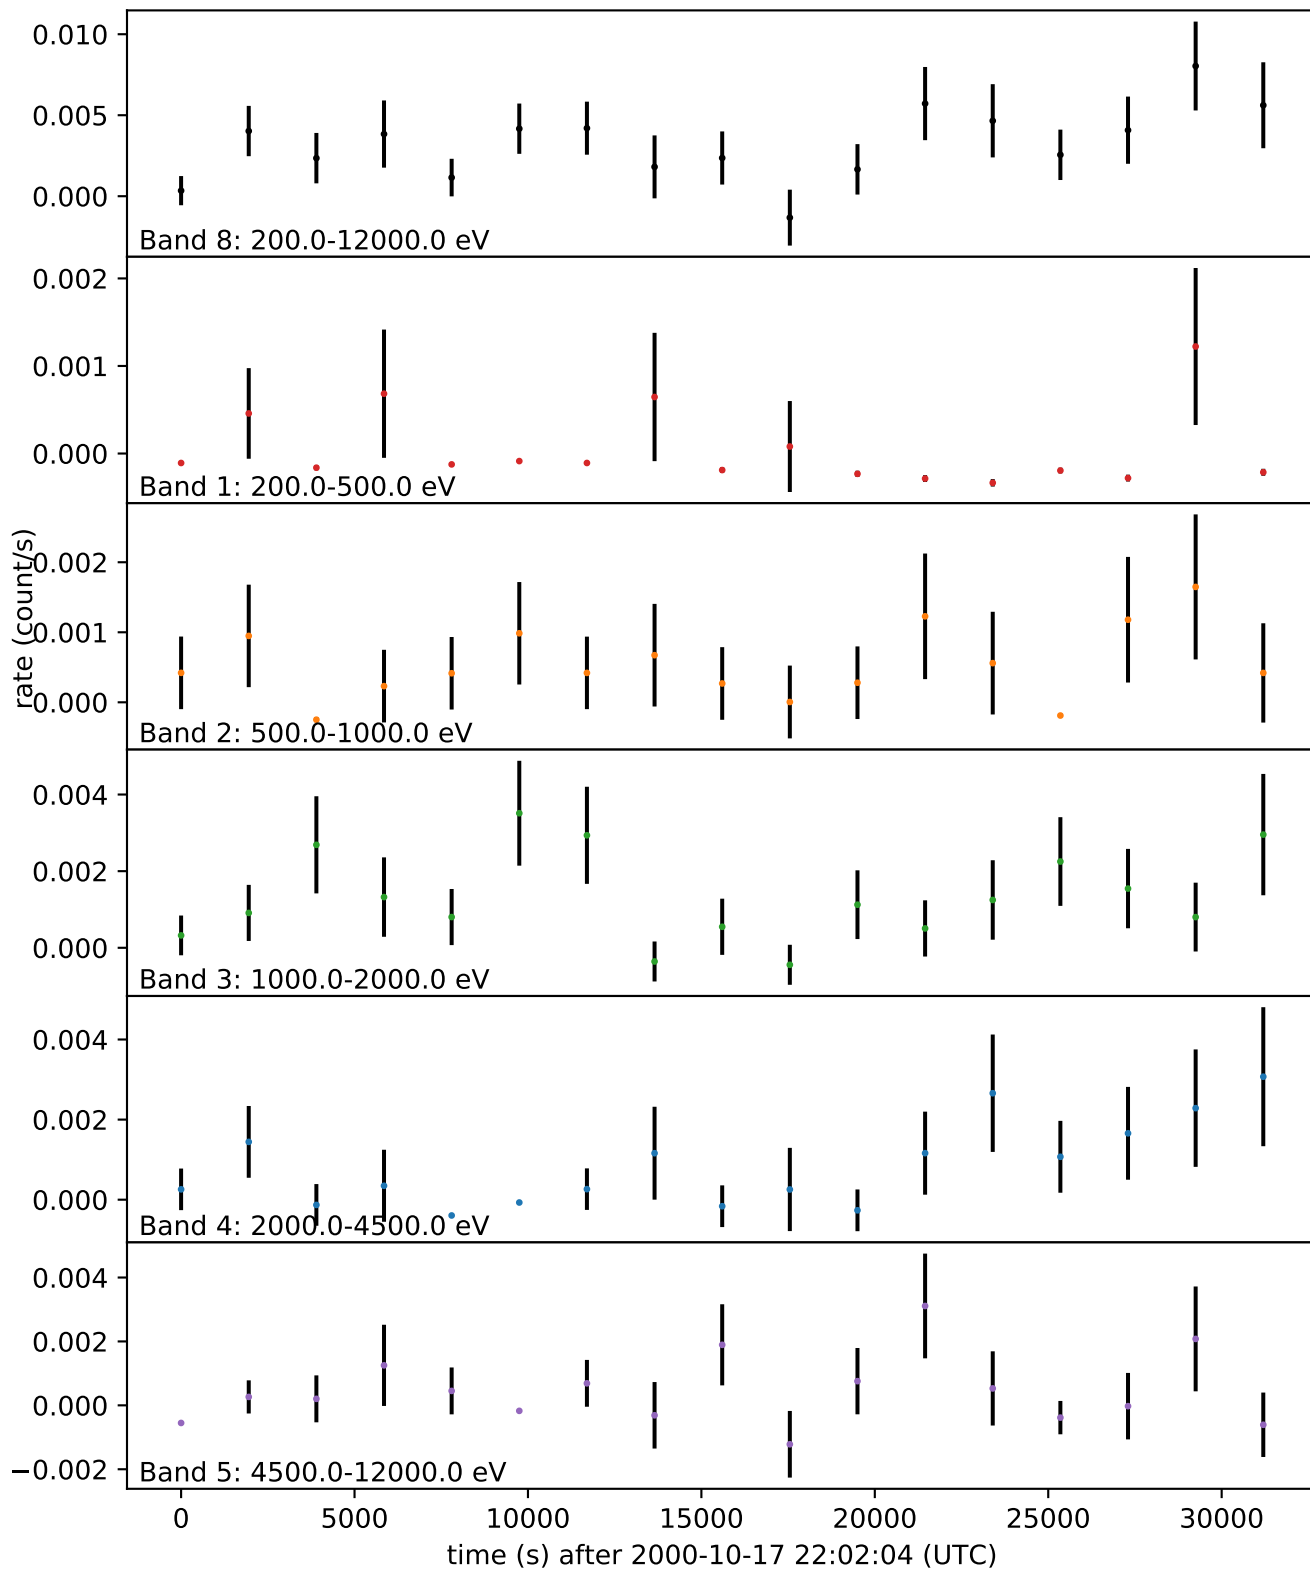 0.010
0.005
0.000
Band 8: 200.0-12000.0 eV
0.002
0.001
0.000
Band 1: 200.0-500.0 eV
rate (count/s)
0.002
0.001
0.000
Band 2: 500.0-1000.0 eV
0.004
0.002
0.000
Band 3: 1000.0-2000.0 eV
0.004
0.002
0.000
Band 4: 2000.0-4500.0 eV
0.004
0.002
0.000
−0.002
Band 5: 4500.0-12000.0 eV
0 5000 10000 15000 20000 25000 30000
time (s) after 2000-10-17 22:02:04 (UTC)